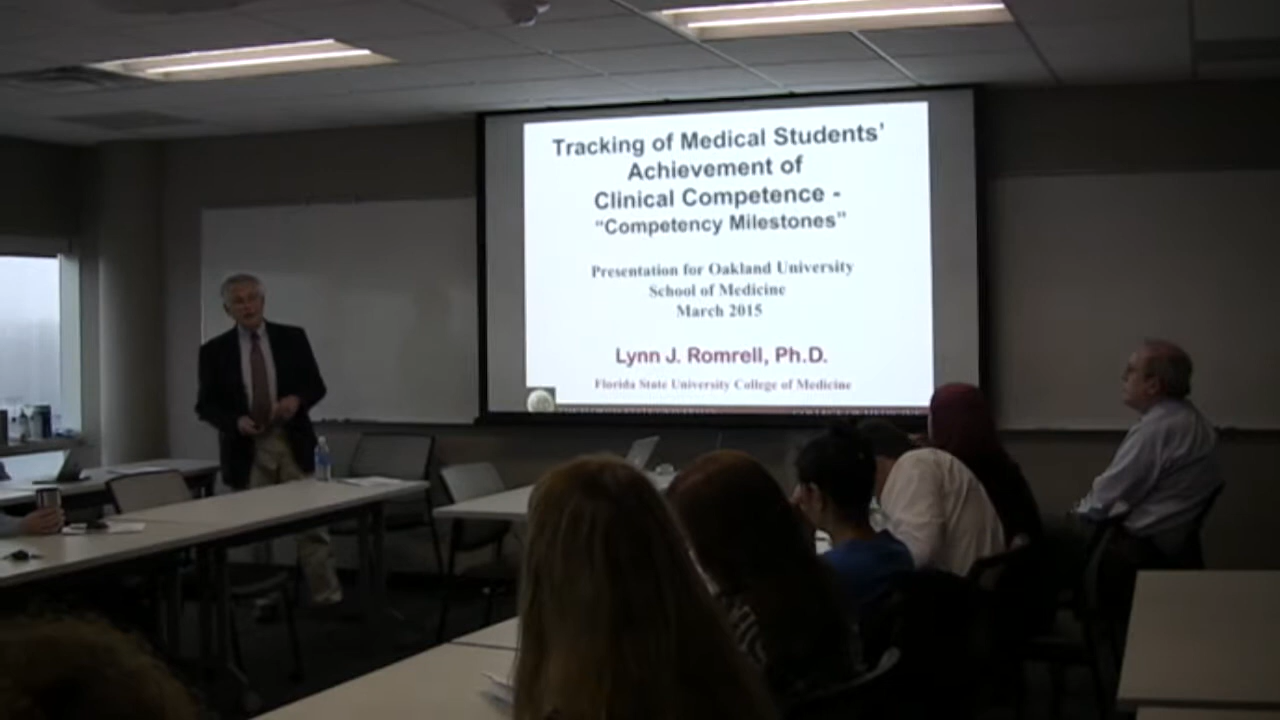 Tracking of Medical Students’
Achievement of
Clinical Competence -
“Competency Milestones”
Presentation for Oakland University
School of Medicine
March 2015
Lynn J. Romrell, Ph.D.
Florida State University College of Medicine